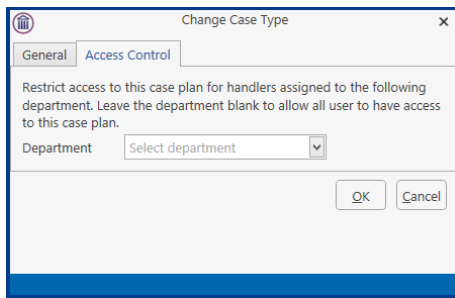 Change Case Type
General
Access Control
Restrict access to this case plan for handlers assigned to the following
department. Leave the department blank to allow all user to have access
to this case plan.
Department
Select department
OK
Cancel